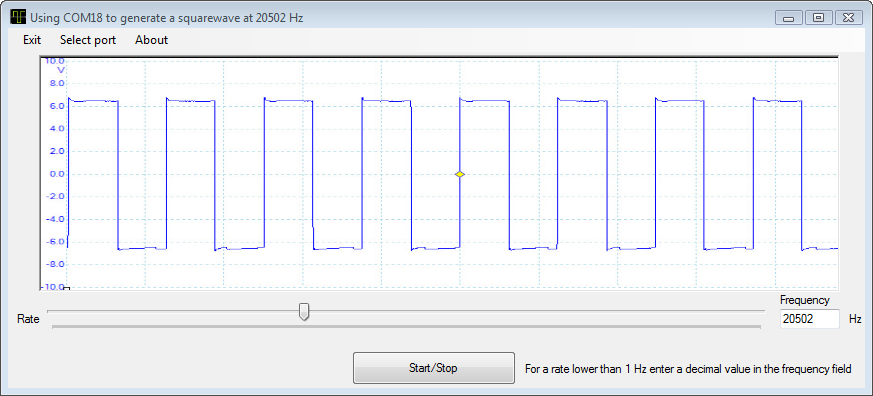 Using COM18 to generate a squarewave at 20502 Hz
Exit Select port About
10.0
V
8.0
6.0
4.0
2.0
0.0
-2.0
-4.0
-6.0
-8.0
-10.0
Frequency
Rate 20502 Hz
Start/Stop For a rate lower than 1 Hz enter a decimal value in the frequency field